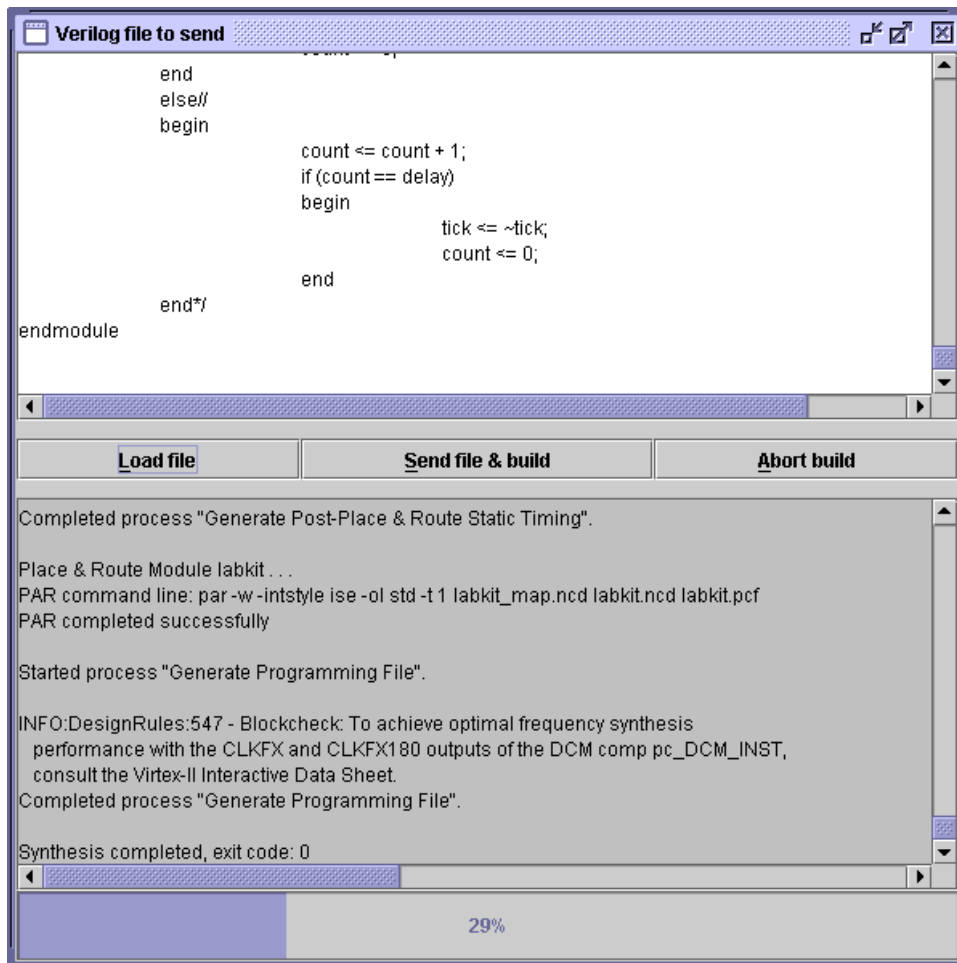 Verilog file to send
end
else//
begin
count <= count + 1;
if (count == delay)
begin
tick <= ~tick;
count <= 0;
end
end*/
endmodule
Load file
Send file & build
Abort build
Completed process "Generate Post-Place & Route Static Timing".
Place & Route Module labkit . . .
PAR command line: par -w -intstyle ise -ol std -t 1 labkit_map.ncd labkit.ncd labkit.pcf
PAR completed successfully
Started process "Generate Programming File".
INFO:DesignRules:547 - Blockcheck: To achieve optimal frequency synthesis
performance with the CLKFX and CLKFX180 outputs of the DCM comp pc_DCM_INST,
consult the Virtex-II Interactive Data Sheet.
Completed process "Generate Programming File".
Synthesis completed, exit code: 0
29%